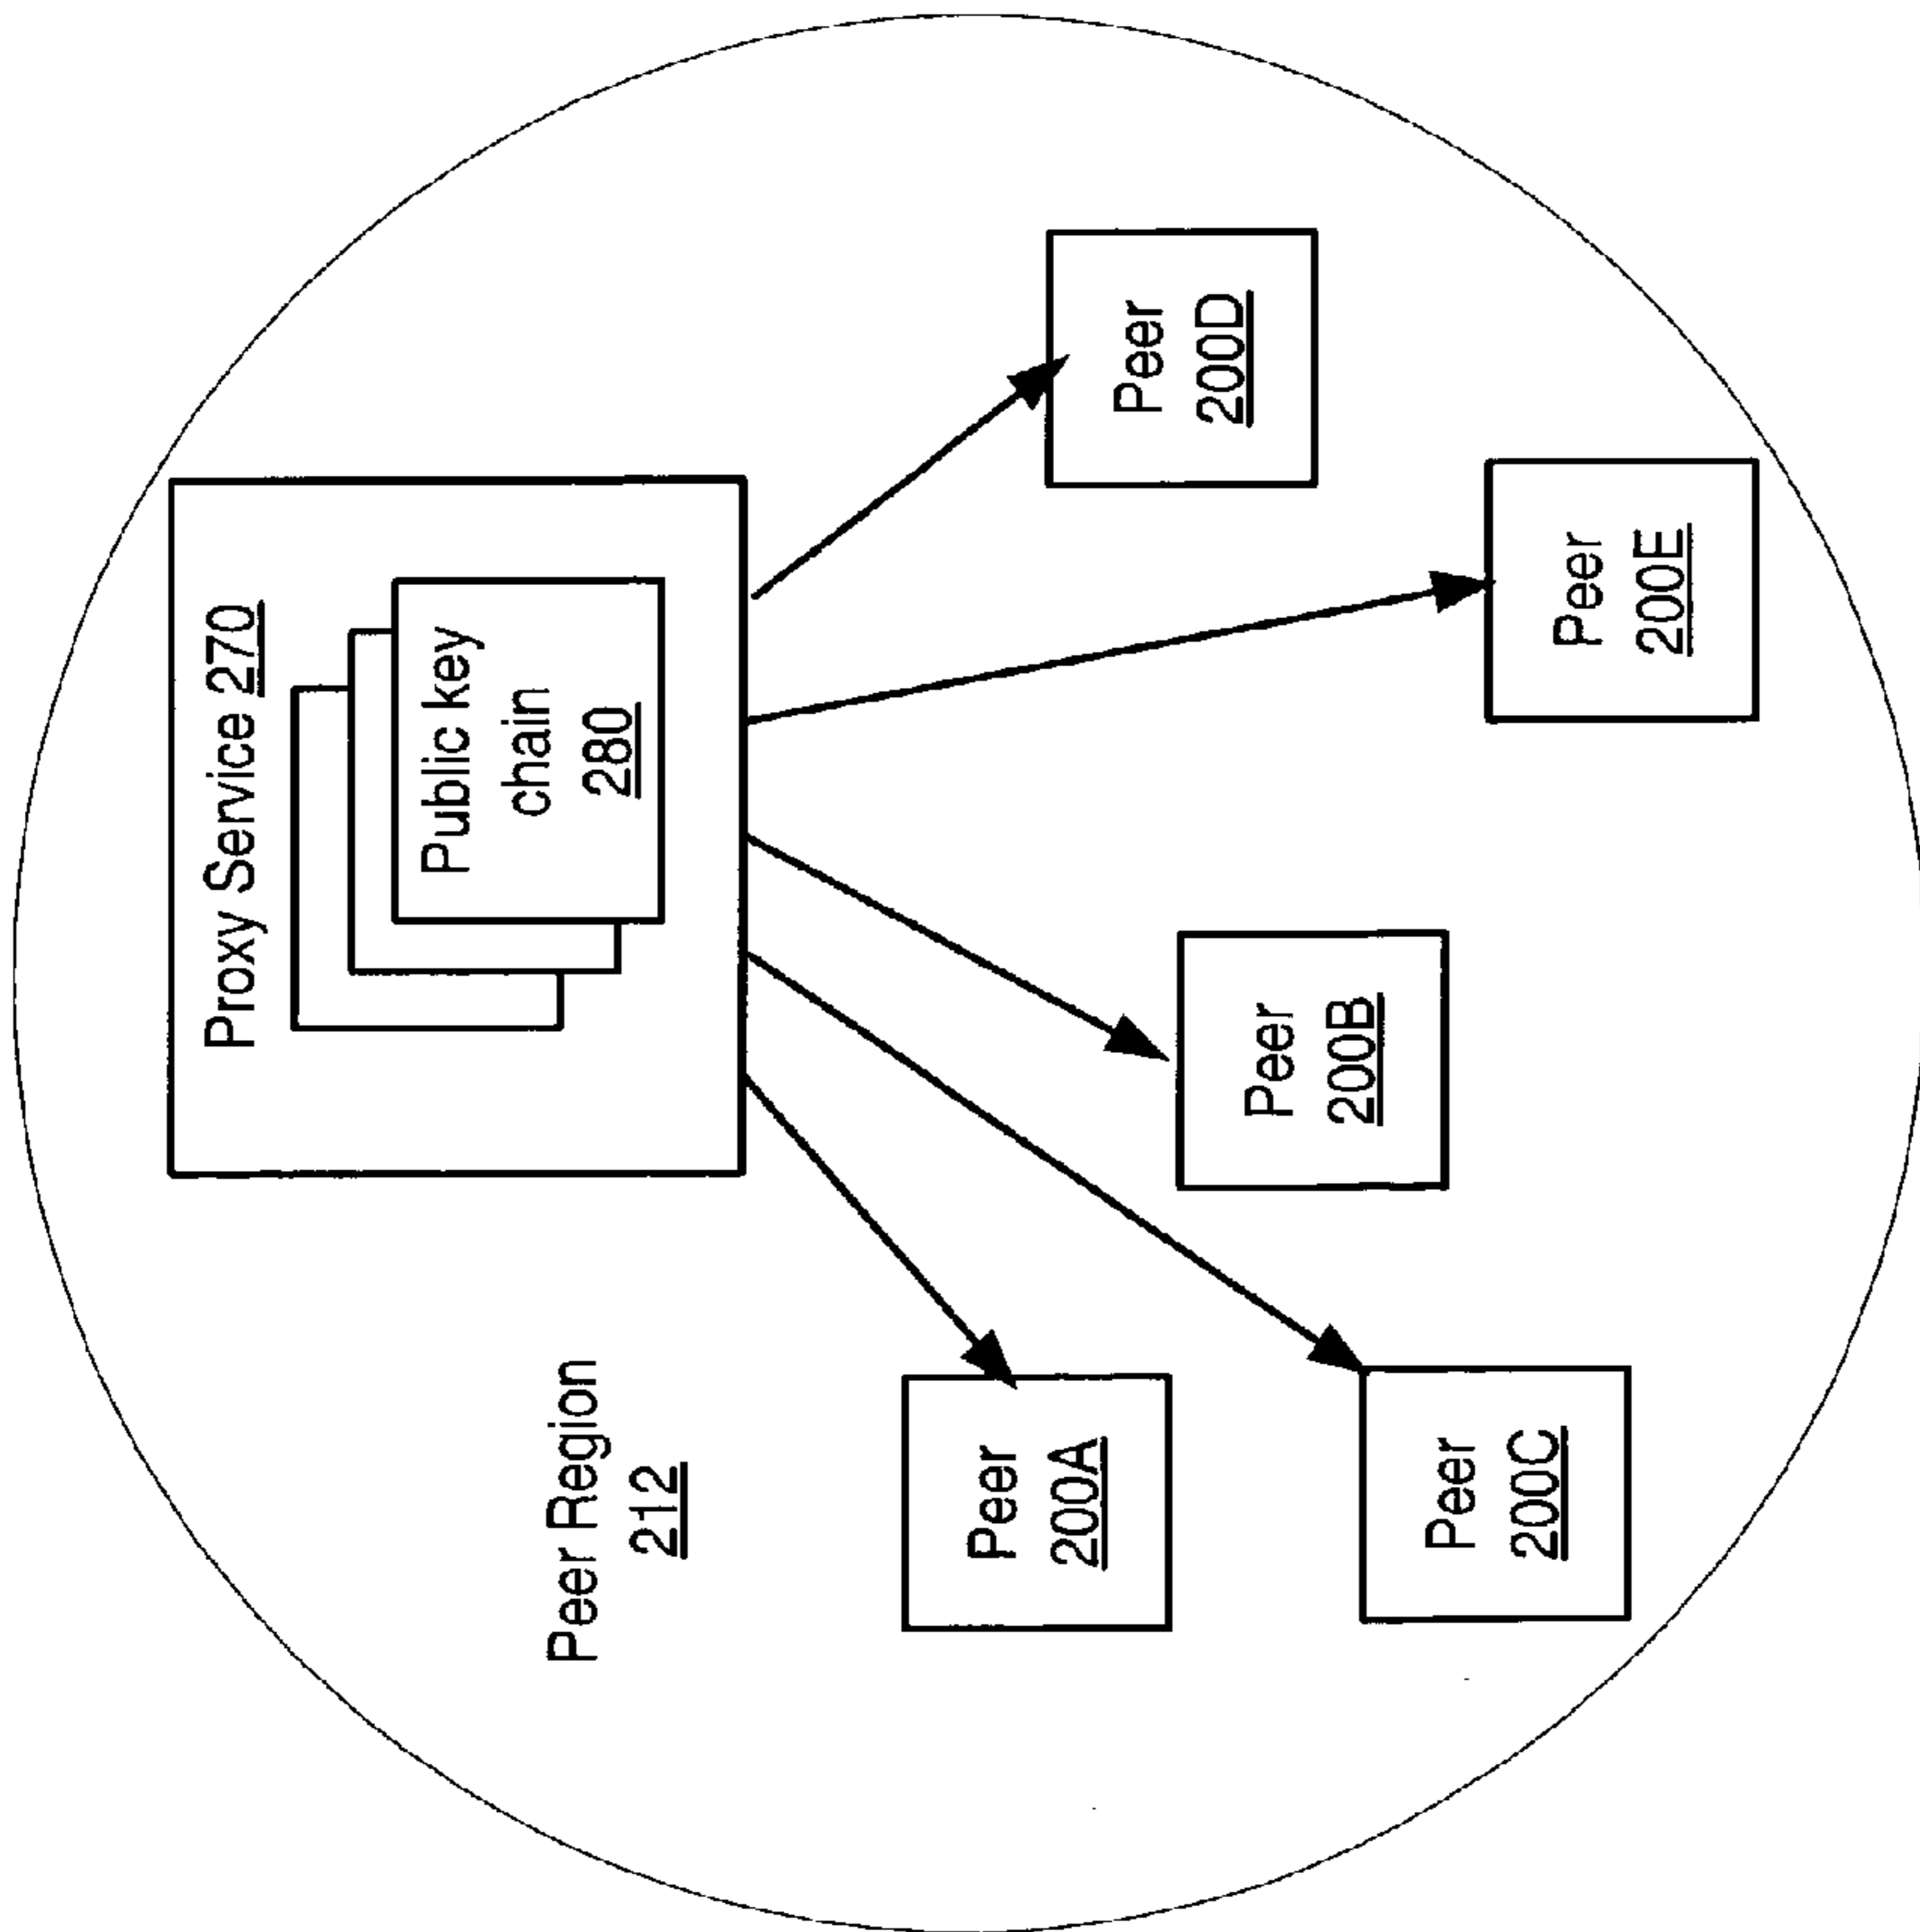 Proxy Service 270
Public key
chain
280
Peer Region
212
Peer
200A
Peer
200B
Peer
200C
Peer
200D
Peer
200E